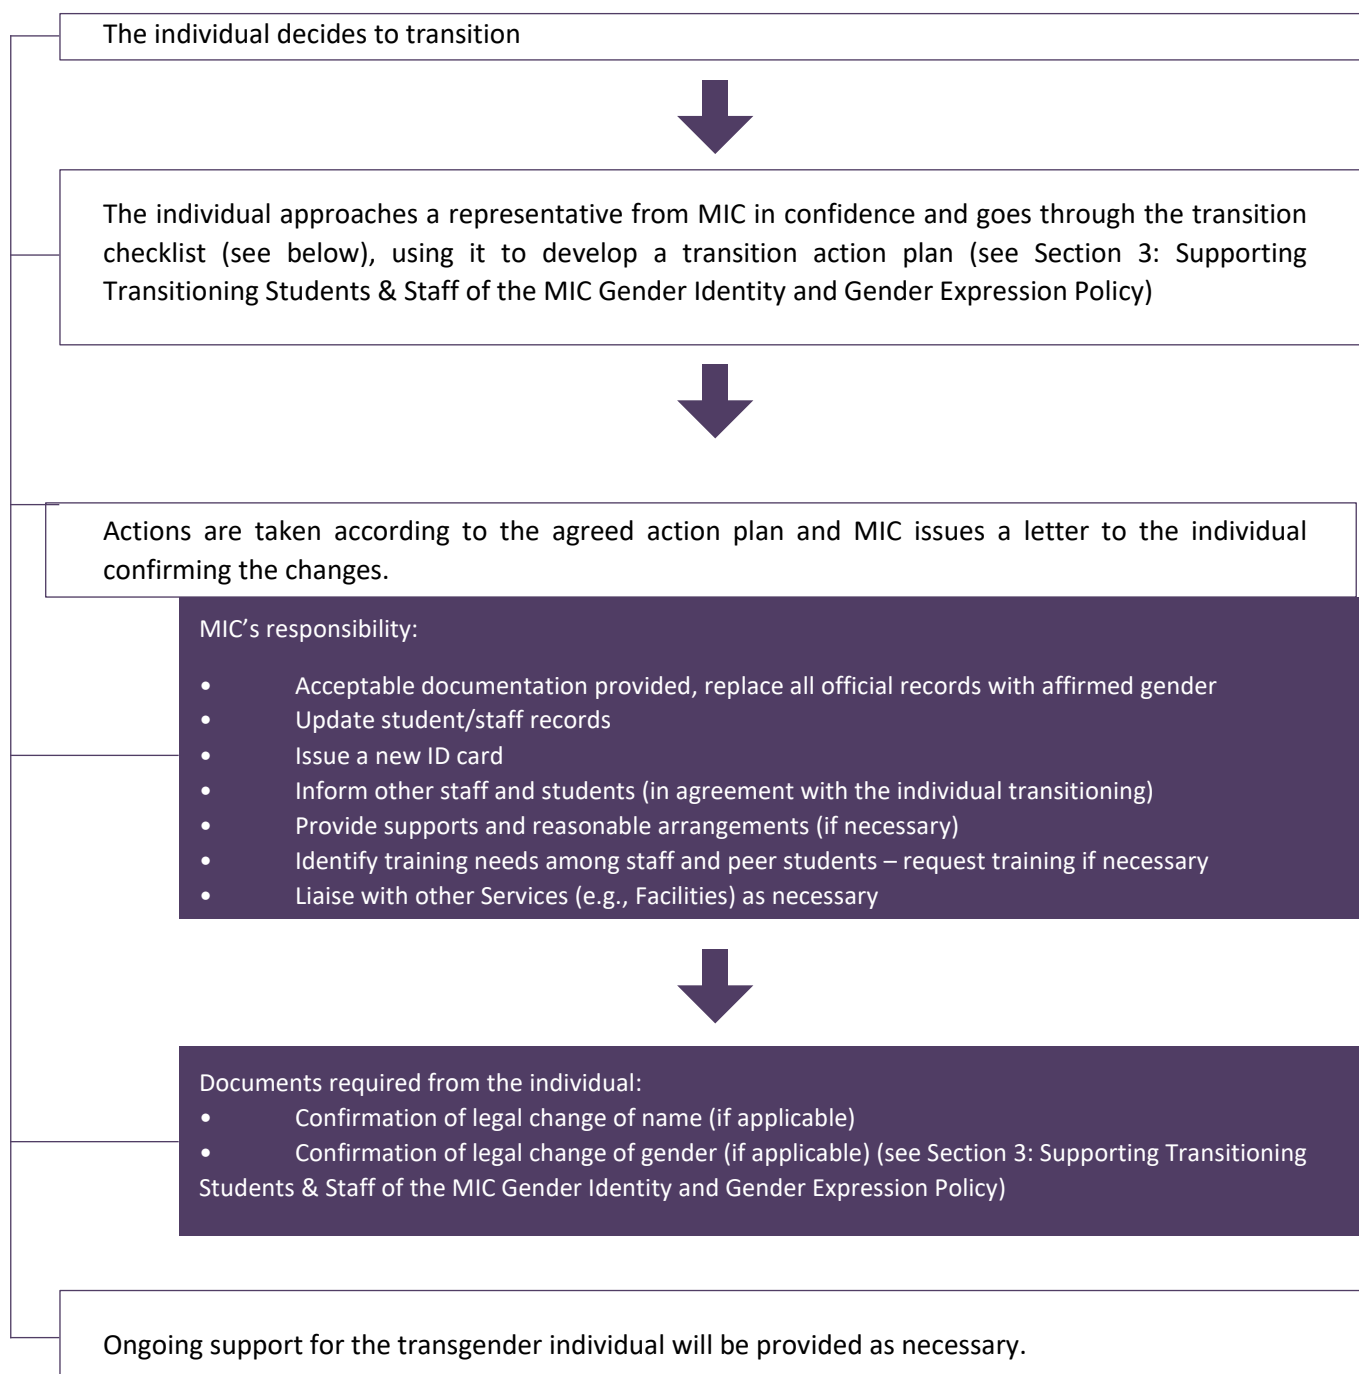 The individual decides to transition
The individual approaches a representative from MIC in confidence and goes through the transition
checklist (see below), using it to develop a transition action plan (see Section 3: Supporting
Transitioning Students & Staff of the MIC Gender Identity and Gender Expression Policy)
Actions are taken according to the agreed action plan and MIC issues a letter to the individual
confirming the changes.
MIC’s responsibility:
• Acceptable documentation provided, replace all official records with affirmed gender
• Update student/staff records
• Issue a new ID card
• Inform other staff and students (in agreement with the individual transitioning)
• Provide supports and reasonable arrangements (if necessary)
• Identify training needs among staff and peer students – request training if necessary
• Liaise with other Services (e.g., Facilities) as necessary
Documents required from the individual:
• Confirmation of legal change of name (if applicable)
• Confirmation of legal change of gender (if applicable) (see Section 3: Supporting Transitioning
Students & Staff of the MIC Gender Identity and Gender Expression Policy)
Ongoing support for the transgender individual will be provided as necessary.